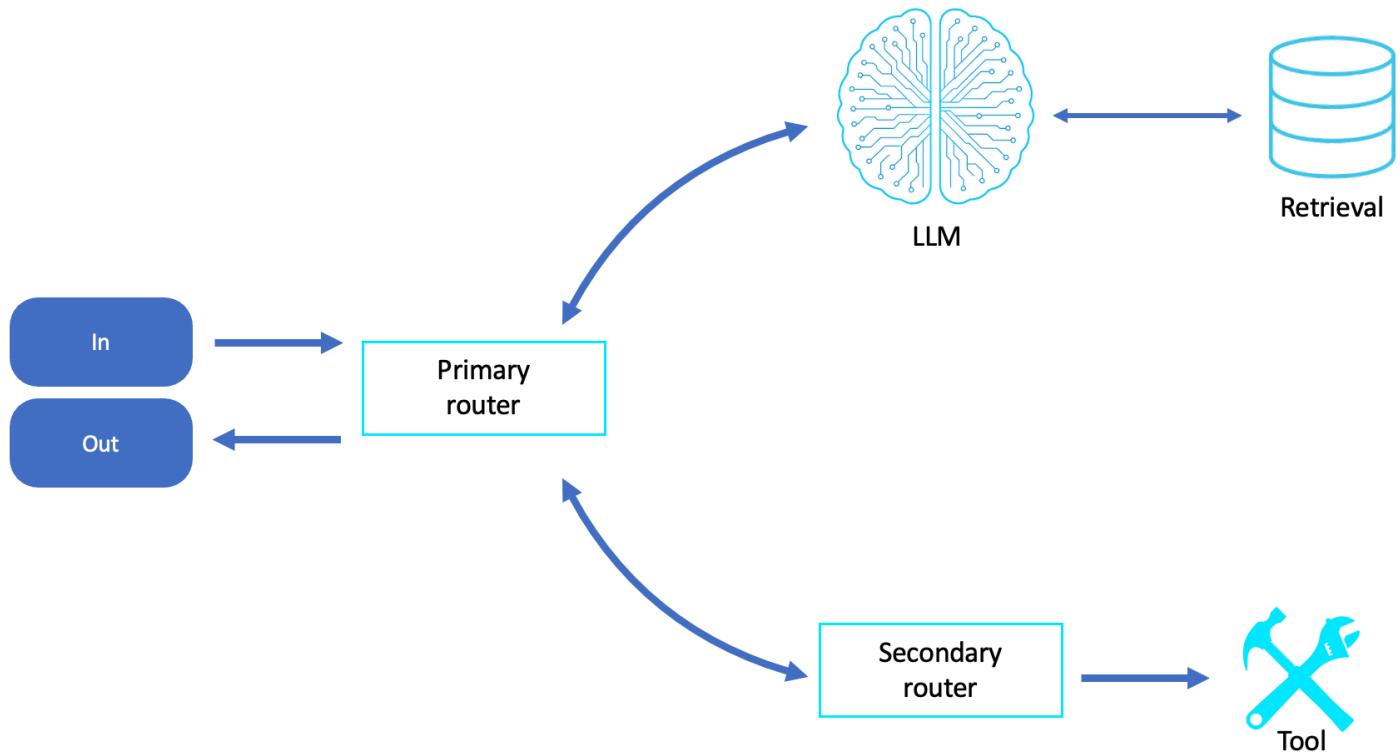 LLM
Retrieval
In
Out
Primary
router
Secondary
router
Tool